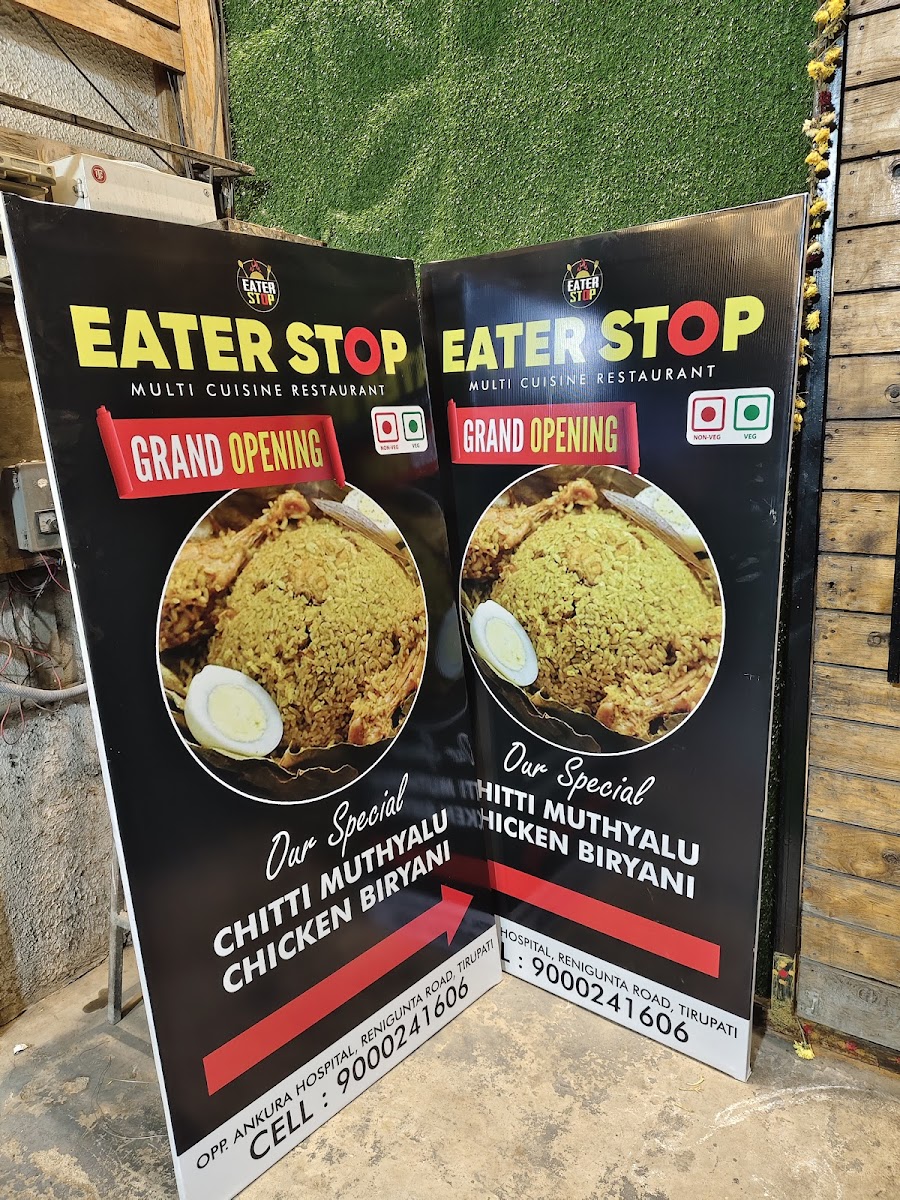 EATER
STOP
EATER STOP
MULTI CUISINE RESTAURANT
GRAND OPENING
NON-VEG VEG
Our Special
CHITTI MUTHYALU
CHICKEN BIRYANI
OPP. ANKURA HOSPITAL, RENIGUNTA ROAD, TIRUPATI
CELL : 9000241606
EATER
STOP
EATER STOP
MULTI CUISINE RESTAURANT
GRAND OPENING
NON-VEG VEG
Our Special
HITTI MUTHYALU
HICKEN BIRYANI
HOSPITAL, RENIGUNTA ROAD, TIRUPATI
L : 9000241606